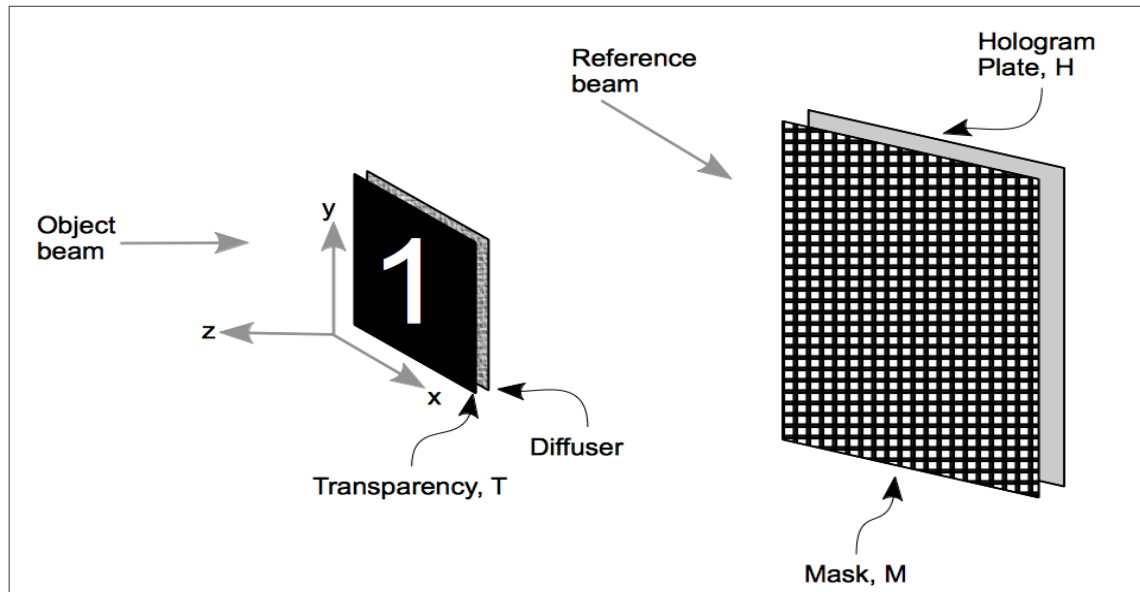 Hologram
Plate, H
Reference
beam
Object
beam
y
1
z
x
Diffuser
Transparency, T
Mask, M